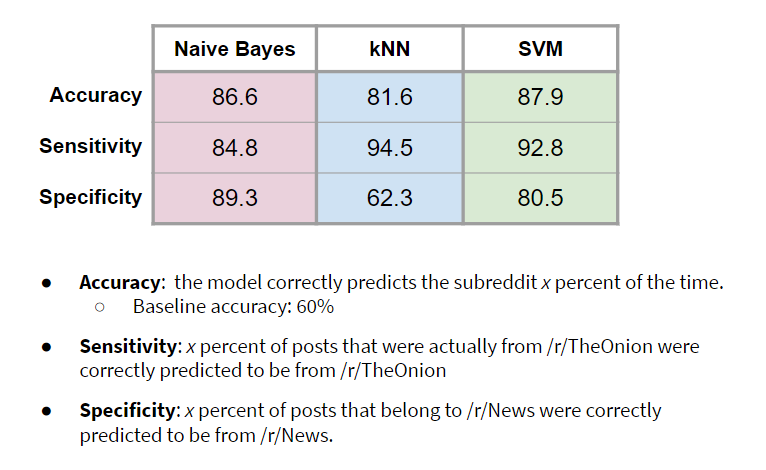 Naive Bayes kNN SVM
Accuracy 86.6 81.6 87.9
Sensitivity 84.8 94.5 92.8
Specificity 89.3 62.3 80.5
● Accuracy: the model correctly predicts the subreddit x percent of the time.
○ Baseline accuracy: 60%
● Sensitivity: x percent of posts that were actually from /r/TheOnion were
correctly predicted to be from /r/TheOnion
● Specificity: x percent of posts that belong to /r/News were correctly
predicted to be from /r/News.